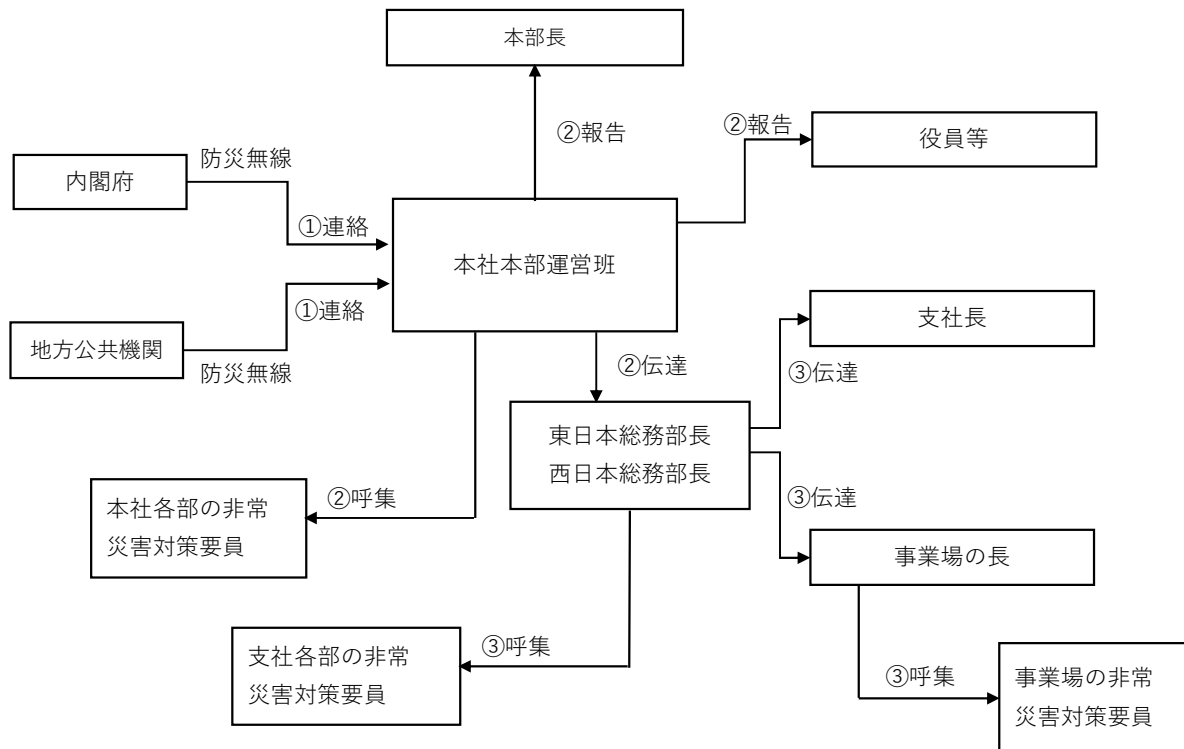 本部長
②報告
②報告
役員等
防災無線
内閣府
①連絡
本社本部運営班
①連絡
地方公共機関
防災無線
支社長
②伝達
③伝達
東日本総務部長
西日本総務部長
③伝達
②呼集
本社各部の非常
災害対策要員
事業場の長
③呼集
支社各部の非常
災害対策要員
③呼集
事業場の非常
災害対策要員